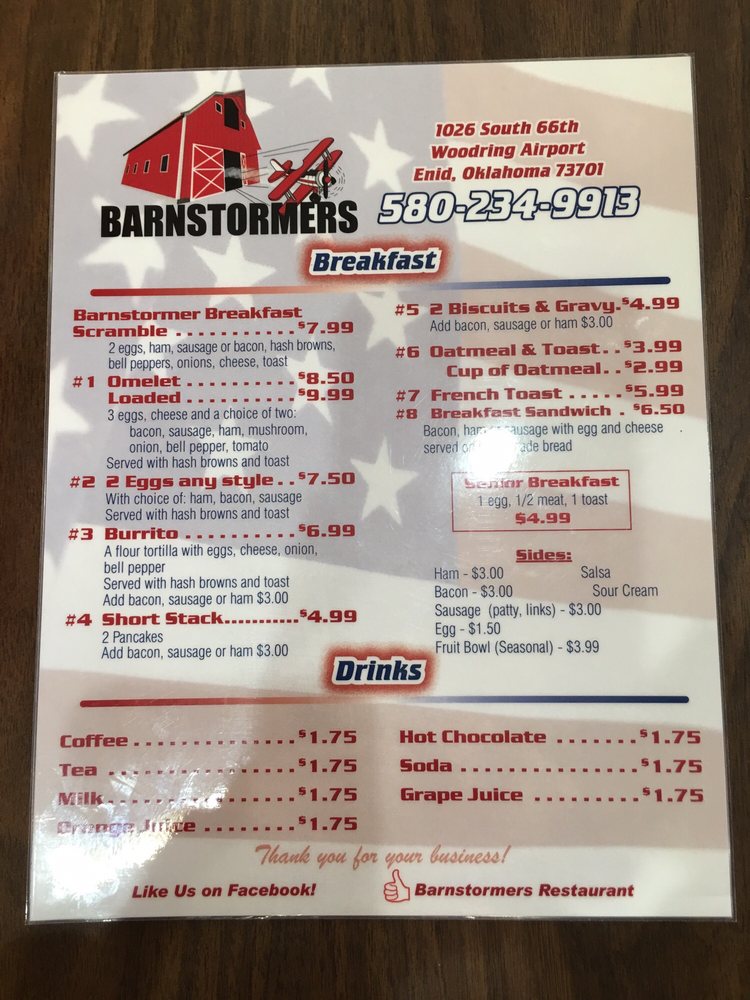 BARNSTORMERS
1026 South 66th
Woodring Airport
Enid, Oklahoma 73701
580-234-9913
Breakfast
Barnstormer Breakfast
Scramble . . . . . . . . . . . $7.99
2 eggs, ham, sausage or bacon, hash browns,
bell peppers, onions, cheese, toast
#1 Omelet . . . . . . . . . . $8.50
Loaded . . . . . . . . . . $9.99
3 eggs, cheese and a choice of two:
bacon, sausage, ham, mushroom,
onion, bell pepper, tomato
Served with hash browns and toast
#2 2 Eggs any style . . $7.50
With choice of: ham, bacon, sausage
Served with hash browns and toast
#3 Burrito . . . . . . . . . . $6.99
A flour tortilla with eggs, cheese, onion,
bell pepper
Served with hash browns and toast
Add bacon, sausage or ham $3.00
#4 Short Stack...........$4.99
2 Pancakes
Add bacon, sausage or ham $3.00
#5 2 Biscuits & Gravy.$4.99
Add bacon, sausage or ham $3.00
#6 Oatmeal & Toast. . $3.99
Cup of Oatmeal. . $2.99
#7 French Toast . . . . . $5.99
#8 Breakfast Sandwich . $6.50
Bacon, ham sausage with egg and cheese
served bread
Senior Breakfast
1 egg, 1/2 meat, 1 toast
$4.99
Sides:
Ham - $3.00 Salsa
Bacon - $3.00 Sour Cream
Sausage (patty, links) - $3.00
Egg - $1.50
Fruit Bowl (Seasonal) - $3.99
Drinks
Coffee . . . . . . . . . . . . . . . $1.75
Tea . . . . . . . . . . . . . . . . . $1.75
Milk. . . . . . . . . . . . . . . . . $1.75
Orange Juice . . . . . . . . $1.75
Hot Chocolate . . . . . . . $1.75
Soda . . . . . . . . . . . . . . . $1.75
Grape Juice . . . . . . . . . $1.75
Thank you for your business!
Like Us on Facebook!
Barnstormers Restaurant